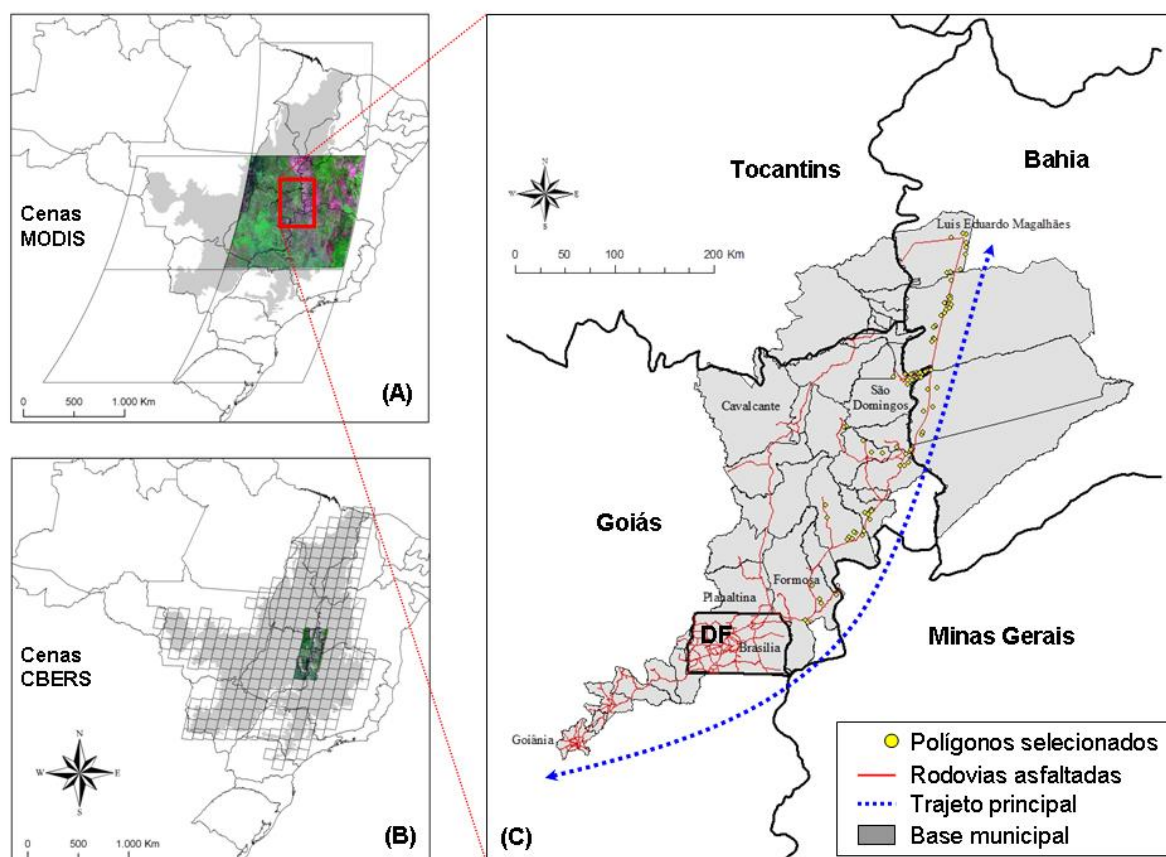 Cenas
MODIS
0 500 1.000 Km
(A)
Cenas
CBERS
N
W E
S
0 500 1.000 Km
(B)
Tocantins
Bahia
N
W E
S
0 50 100 200 Km
Luis Eduardo Magalhães
Cavalcante
São
Domingos
Goiás
Formosa
Planaltina
DF
Brasília
Minas Gerais
Goiânia
(C)
Polígonos selecionados
Rodovias asfaltadas
Trajeto principal
Base municipal